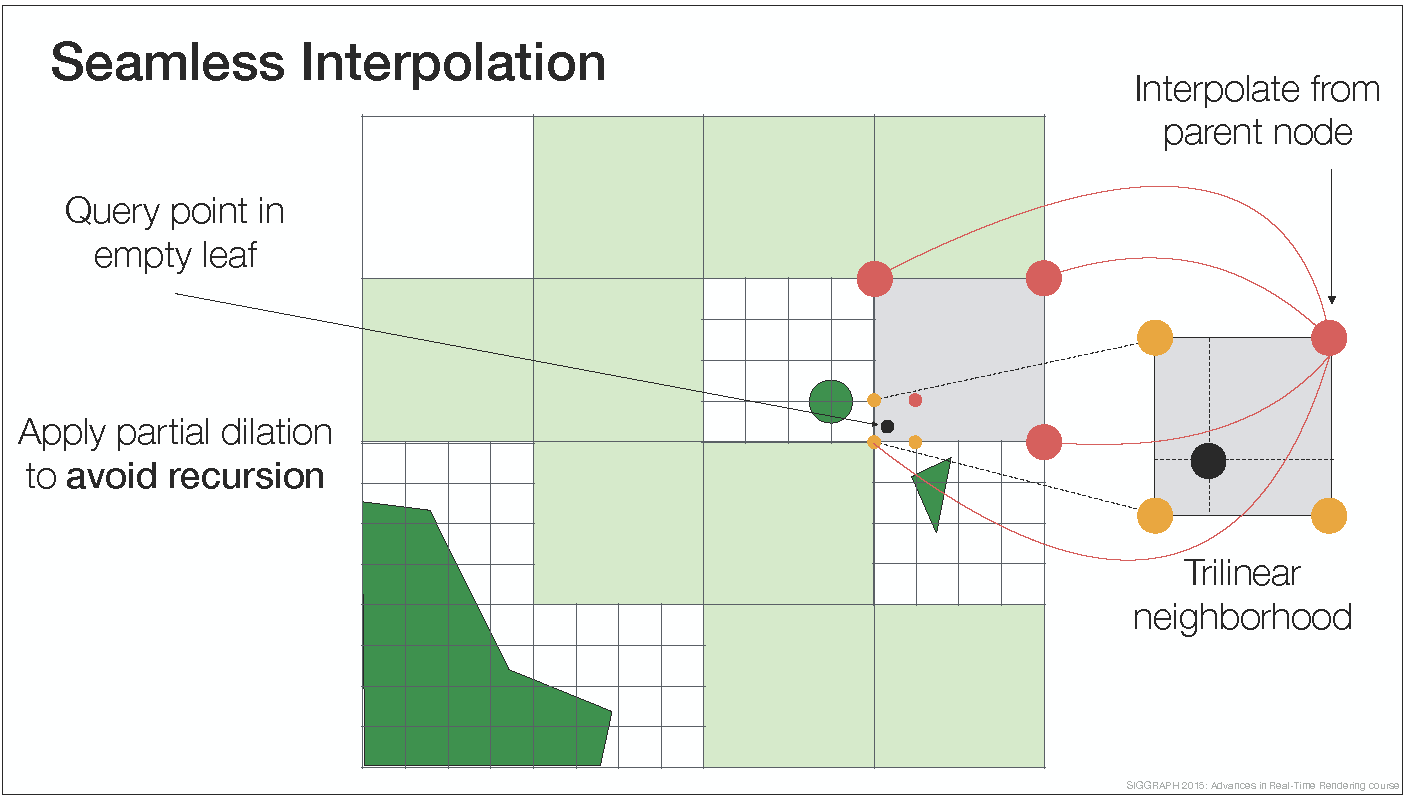 Seamless Interpolation
Interpolate from
parent node
Query point in
empty leaf
Apply partial dilation
to avoid recursion
Trilinear
neighborhood
SIGGRAPH 2015: Advances in Real-Time Rendering course